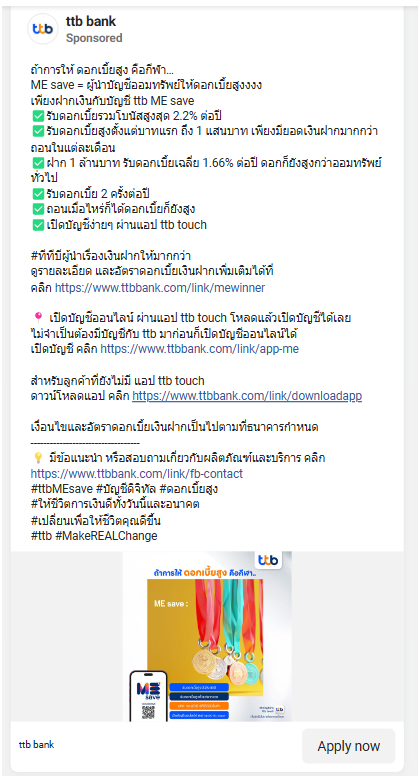 ttb
ttb bank
Sponsored
ถ้าการให้ ดอกเบี้ยสูง คือกีฬา...
ME save = ผู้นำบัญชีออมทรัพย์ให้ดอกเบี้ยสูงงงง
เพียงฝากเงินกับบัญชี ttb ME save
✅ รับดอกเบี้ยรวมโบนัสสูงสุด 2.2% ต่อปี
✅ รับดอกเบี้ยสูงตั้งแต่บาทแรก ถึง 1 แสนบาท เพียงมียอดเงินฝากมากกว่า
ถอนในแต่ละเดือน
✅ ฝาก 1 ล้านบาท รับดอกเบี้ยเฉลี่ย 1.66% ต่อปี ดอกก็ยังสูงกว่าออมทรัพย์
ทั่วไป
✅ รับดอกเบี้ย 2 ครั้งต่อปี
✅ ถอนเมื่อไหร่ก็ได้ดอกเบี้ยก็ยังสูง
✅ เปิดบัญชีง่ายๆ ผ่านแอป ttb touch
#ทีทีบีผู้นำเรื่องเงินฝากให้มากกว่า
ดูรายละเอียด และอัตราดอกเบี้ยเงินฝากเพิ่มเติมได้ที่
คลิก https://www.ttbbank.com/link/mewinner
📍 เปิดบัญชีออนไลน์ ผ่านแอป ttb touch โหลดแล้วเปิดบัญชีได้เลย
ไม่จำเป็นต้องมีบัญชีกับ ttb มาก่อนก็เปิดบัญชีออนไลน์ได้
เปิดบัญชี คลิก https://www.ttbbank.com/link/app-me
สำหรับลูกค้าที่ยังไม่มี แอป ttb touch
ดาวน์โหลดแอป คลิก https://www.ttbbank.com/link/downloadapp
เงื่อนไขและอัตราดอกเบี้ยเงินฝากเป็นไปตามที่ธนาคารกำหนด
----------------------------------
💡 มีข้อแนะนำ หรือสอบถามเกี่ยวกับผลิตภัณฑ์และบริการ คลิก
https://www.ttbbank.com/link/fb-contact
#ttbMEsave #บัญชีดิจิทัล #ดอกเบี้ยสูง
#ให้ชีวิตการเงินดีทั้งวันนี้และอนาคต
#เปลี่ยนเพื่อให้ชีวิตคุณดีขึ้น
#ttb #MakeREALChange
ttb
ถ้าการให้ ดอกเบี้ยสูง คือกีฬา..
ME save :
ME
save
ttb bank
Apply now